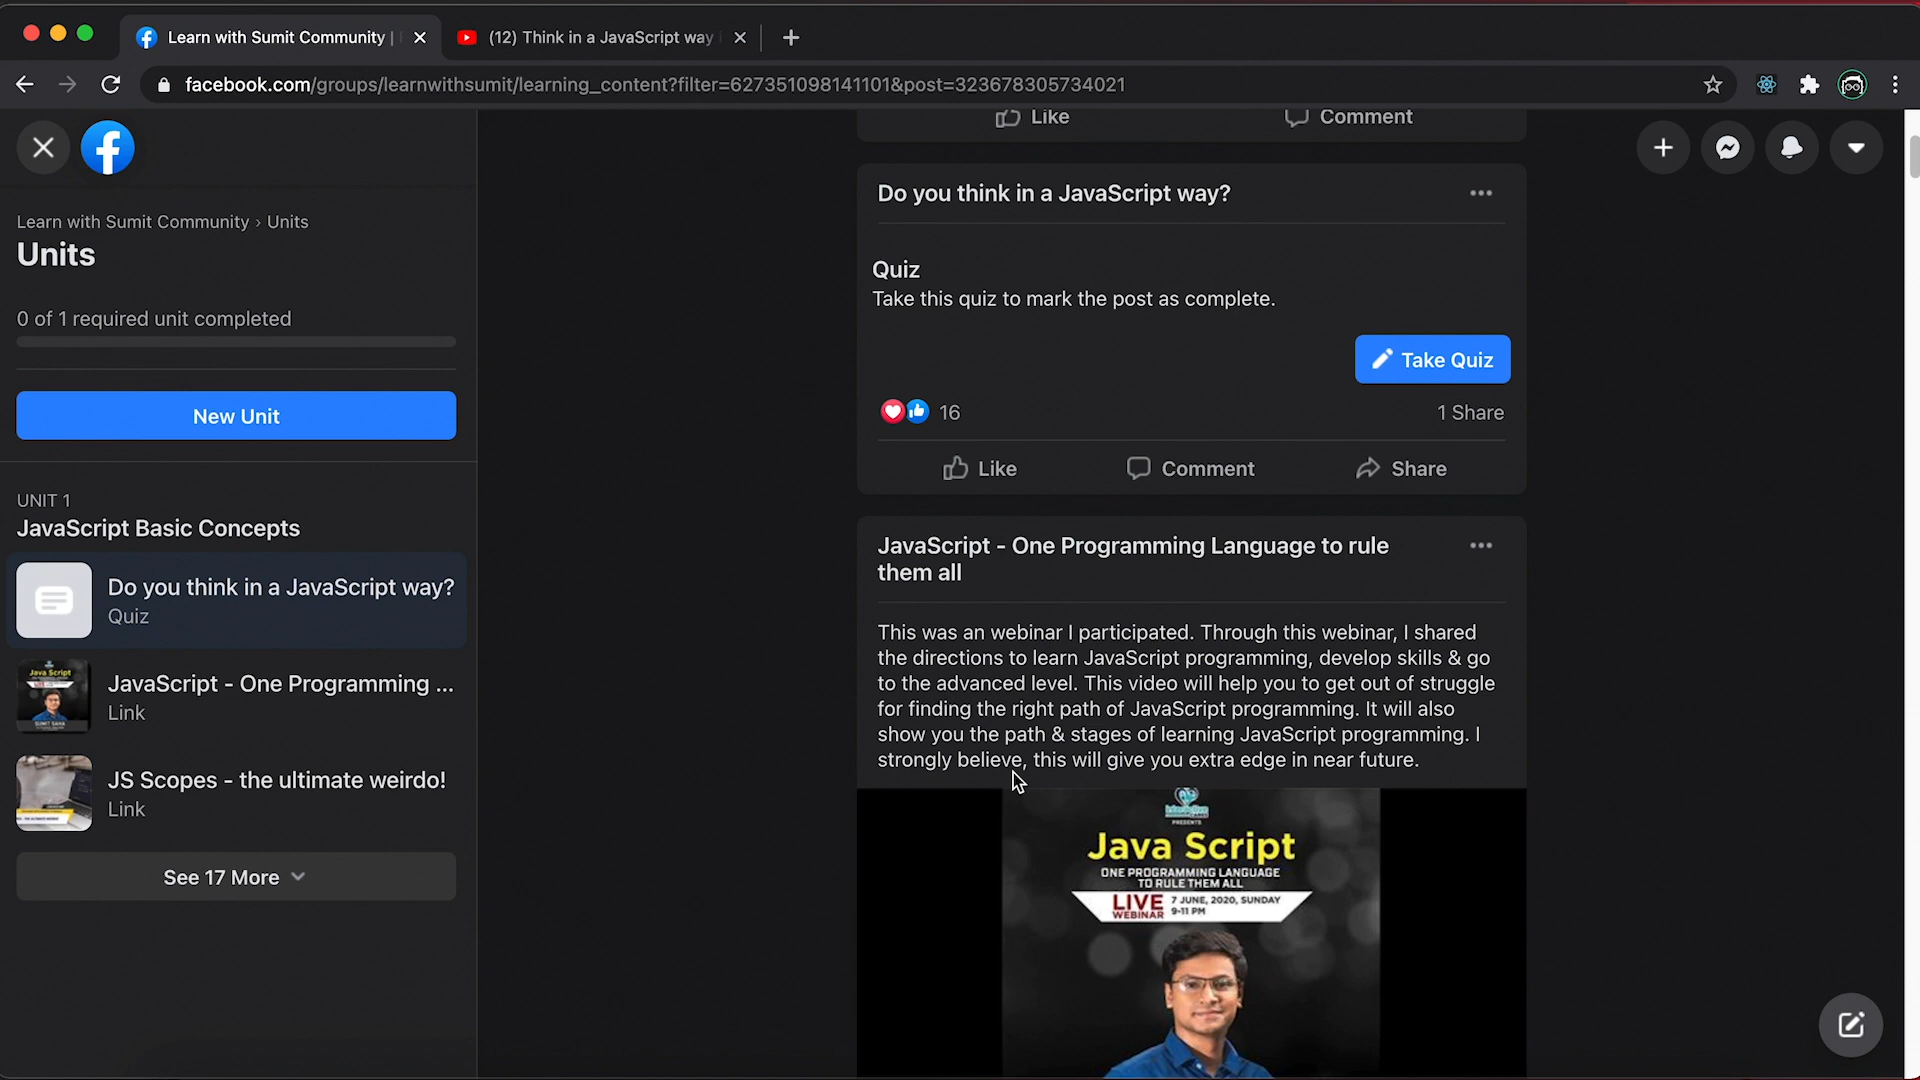 Learn with Sumit Community |
(12) Think in a JavaScript way
facebook.com/groups/learnwithsumit/learning_content?filter=627351098141101&post=323678305734021
Learn with Sumit Community › Units
Units
0 of 1 required unit completed
New Unit
UNIT 1
JavaScript Basic Concepts
Do you think in a JavaScript way?
Quiz
JavaScript - One Programming ...
Link
JS Scopes - the ultimate weirdo!
Link
See 17 More
Like
Comment
Do you think in a JavaScript way?
Quiz
Take this quiz to mark the post as complete.
Take Quiz
16
1 Share
Like
Comment
Share
JavaScript - One Programming Language to rule
them all
This was an webinar I participated. Through this webinar, I shared
the directions to learn JavaScript programming, develop skills & go
to the advanced level. This video will help you to get out of struggle
for finding the right path of JavaScript programming. It will also
show you the path & stages of learning JavaScript programming. I
strongly believe, this will give you extra edge in near future.
PRESENTS
Java Script
ONE PROGRAMMING LANGUAGE
TO RULE THEM ALL
LIVE
WEBINAR
7 JUNE, 2020, SUNDAY
9-11 PM